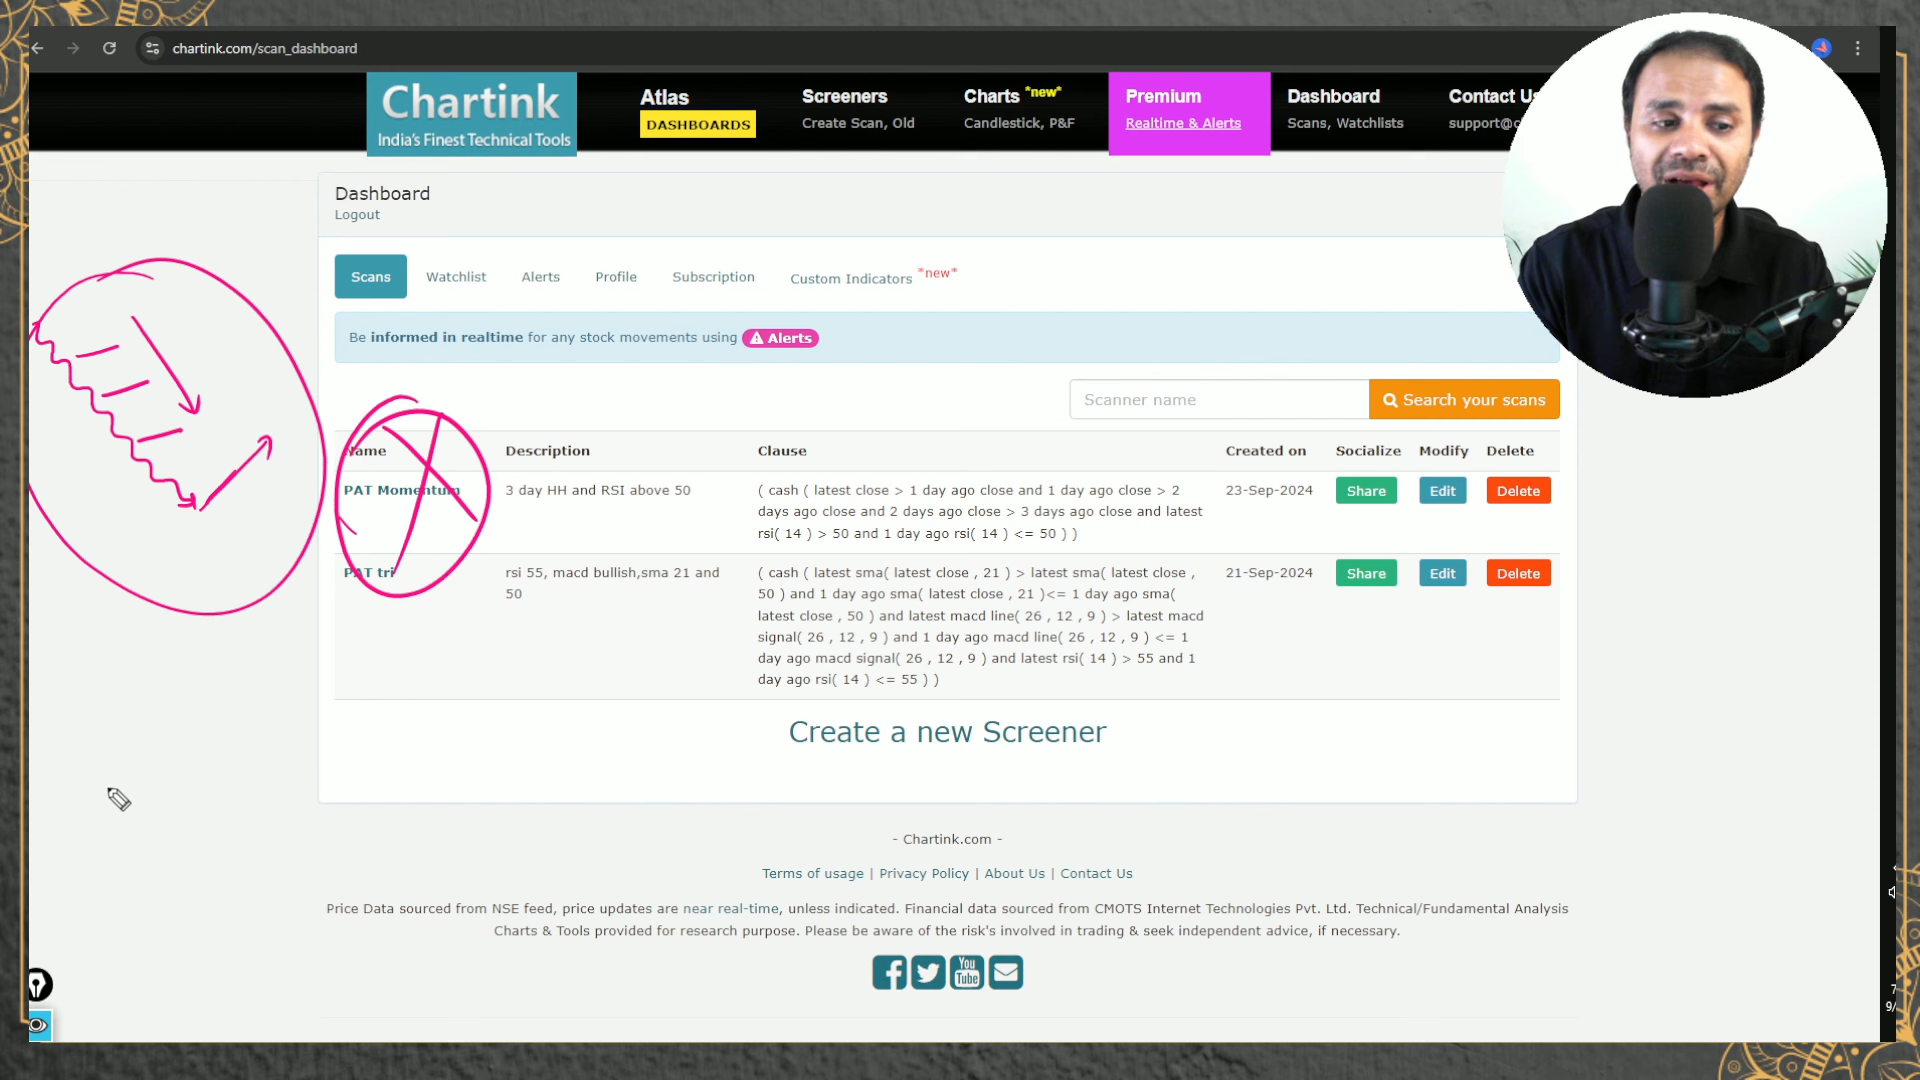 chartink.com/scan_dashboard
Chartink
India's Finest Technical Tools
Atlas
DASHBOARDS
Screeners
Create Scan, Old
Charts *new*
Candlestick, P&F
Premium
Realtime & Alerts
Dashboard
Scans, Watchlists
Contact Us
support@c
Dashboard
Logout
Scans
Watchlist
Alerts
Profile
Subscription
Custom Indicators *new*
Be informed in realtime for any stock movements using Alerts
Scanner name
Search your scans
Name
Description
Clause
Created on
Socialize
Modify
Delete
PAT Momentum
3 day HH and RSI above 50
( cash ( latest close > 1 day ago close and 1 day ago close > 2
days ago close and 2 days ago close > 3 days ago close and latest
rsi( 14 ) > 50 and 1 day ago rsi( 14 ) <= 50 ) )
23-Sep-2024
Share
Edit
Delete
PAT tri
rsi 55, macd bullish,sma 21 and
50
( cash ( latest sma( latest close , 21 ) > latest sma( latest close ,
50 ) and 1 day ago sma( latest close , 21 )<= 1 day ago sma(
latest close , 50 ) and latest macd line( 26 , 12 , 9 ) > latest macd
signal( 26 , 12 , 9 ) and 1 day ago macd line( 26 , 12 , 9 ) <= 1
day ago macd signal( 26 , 12 , 9 ) and latest rsi( 14 ) > 55 and 1
day ago rsi( 14 ) <= 55 ) )
21-Sep-2024
Share
Edit
Delete
Create a new Screener
- Chartink.com -
Terms of usage | Privacy Policy | About Us | Contact Us
Price Data sourced from NSE feed, price updates are near real-time, unless indicated. Financial data sourced from CMOTS Internet Technologies Pvt. Ltd. Technical/Fundamental Analysis
Charts & Tools provided for research purpose. Please be aware of the risk's involved in trading & seek independent advice, if necessary.
You
Tube
7
9/